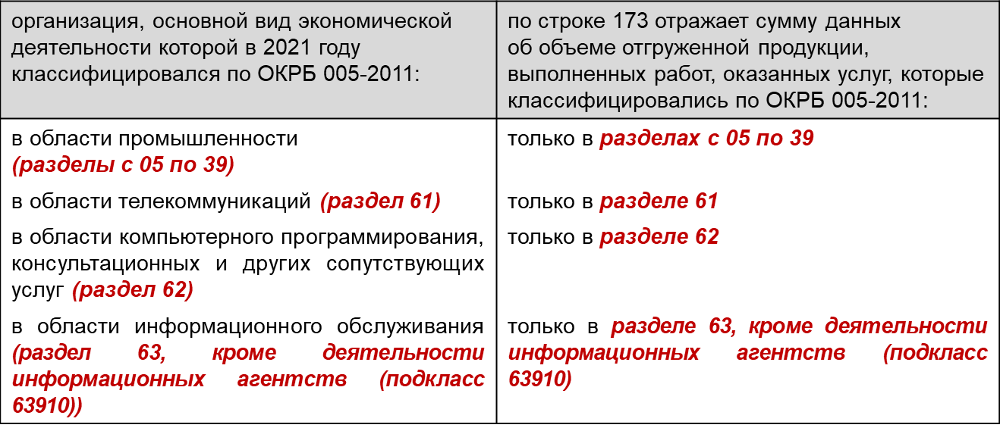 организация, основной вид экономической
деятельности которой в 2021 году
классифицировался по ОКРБ 005-2011:
по строке 173 отражает сумму данных
об объеме отгруженной продукции,
выполненных работ, оказанных услуг, которые
классифицировались по ОКРБ 005-2011:
в области промышленности
(разделы с 05 по 39)
только в разделах с 05 по 39
в области телекоммуникаций (раздел 61)
только в разделе 61
в области компьютерного программирования,
консультационных и других сопутствующих
услуг (раздел 62)
только в разделе 62
в области информационного обслуживания
(раздел 63, кроме деятельности
информационных агентств (подкласс
63910))
только в разделе 63, кроме деятельности
информационных агентств (подкласс
63910)